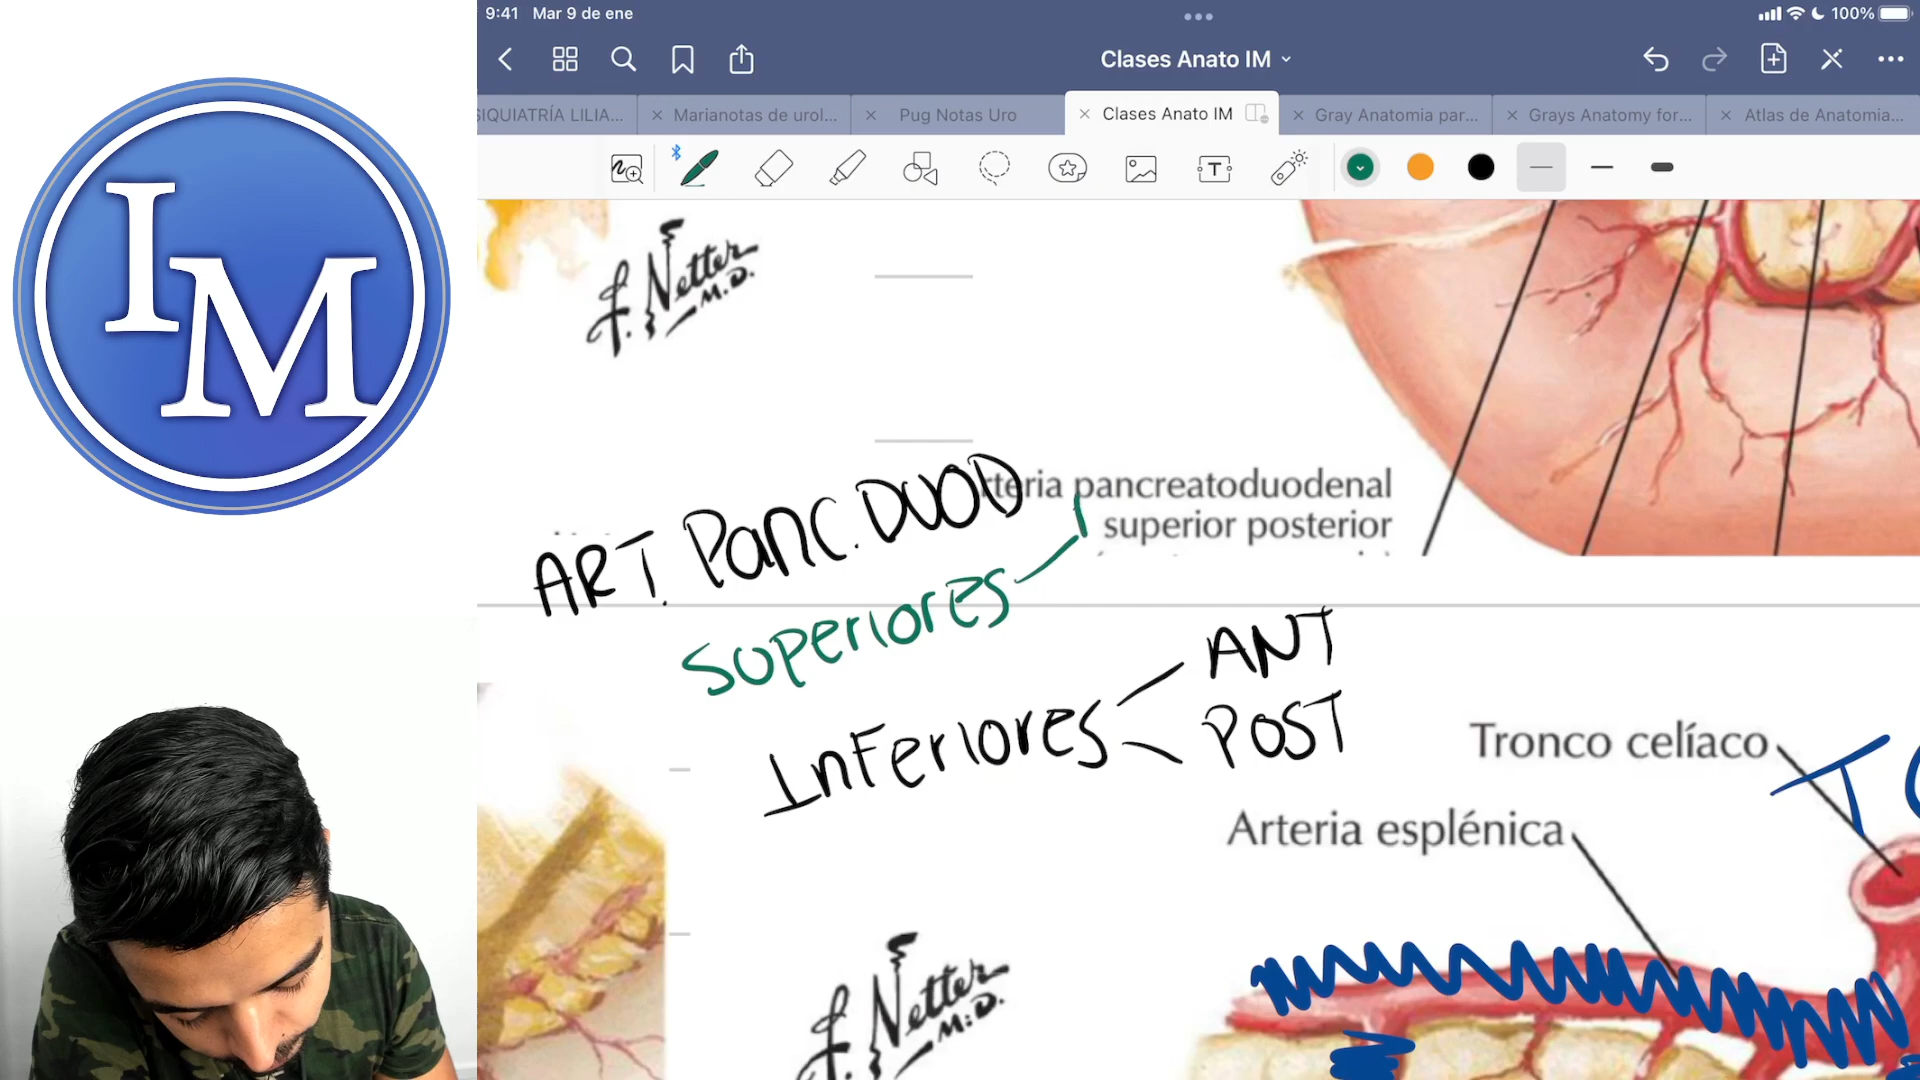 9:41 Mar 9 de ene
100%
Clases Anato IM
SIQUIATRÍA LILIA...
Marianotas de urol...
Pug Notas Uro
Clases Anato IM
Gray Anatomia par...
Grays Anatomy for...
Atlas de Anatomia...
IM
T
F. Netter
M.D.
rteria pancreatoduodenal
superior posterior
ART. Panc. DUOD
Superiores
Inferiores
ANT
POST
Tronco celíaco
T
Arteria esplénica
F. Netter
M.D.